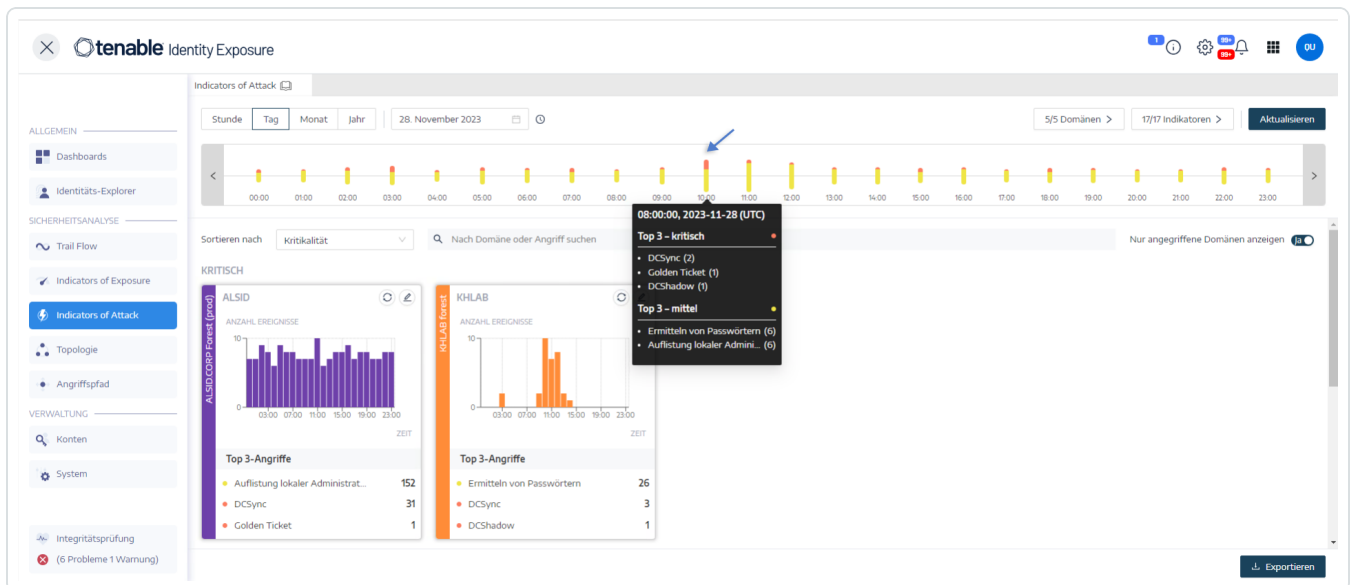 tenable Identity Exposure
1
99+
99+
QU
Indicators of Attack
ALLGEMEIN
Dashboards
Identitäts-Explorer
SICHERHEITSANALYSE
Trail Flow
Indicators of Exposure
Indicators of Attack
Topologie
Angriffspfad
VERWALTUNG
Konten
System
Integritätsprüfung
(6 Probleme 1 Warnung)
Stunde Tag Monat Jahr 28. November 2023
5/5 Domänen > 17/17 Indikatoren > Aktualisieren
00:00 01:00 02:00 03:00 04:00 05:00 06:00 07:00 08:00 09:00 10:00 11:00 12:00 13:00 14:00 15:00 16:00 17:00 18:00 19:00 20:00 21:00 22:00 23:00
08:00:00, 2023-11-28 (UTC)
Top 3 – kritisch
• DCSync (2)
• Golden Ticket (1)
• DCShadow (1)
Top 3 – mittel
• Ermitteln von Passwörtern (6)
• Auflistung lokaler Admini... (6)
Sortieren nach Kritikalität Nach Domäne oder Angriff suchen Nur angegriffene Domänen anzeigen Ja
KRITISCH
ALSID.CORP Forest (prod)
ALSID
ANZAHL EREIGNISSE
10
0
03:00 07:00 11:00 15:00 19:00 23:00
ZEIT
Top 3-Angriffe
Auflistung lokaler Administrat... 152
DCSync 31
Golden Ticket 1
KHLAB forest
KHLAB
ANZAHL EREIGNISSE
10
0
03:00 07:00 11:00 15:00 19:00 23:00
ZEIT
Top 3-Angriffe
Ermitteln von Passwörtern 26
DCSync 3
DCShadow 1
Exportieren